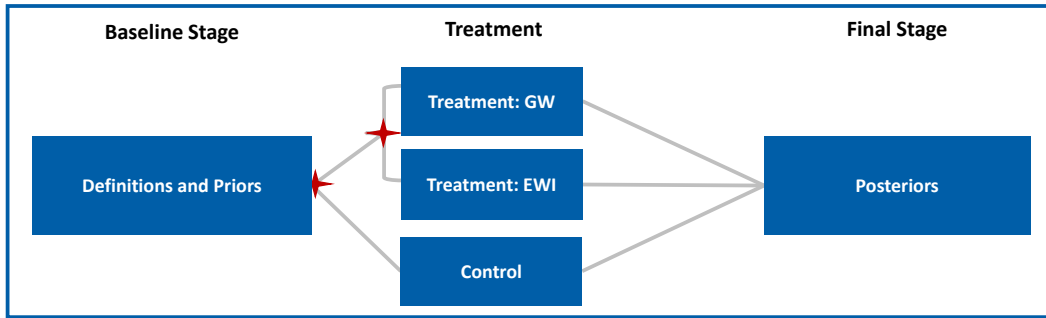 Baseline Stage
Treatment
Final Stage
Definitions and Priors
Treatment: GW
Treatment: EWI
Control
Posteriors